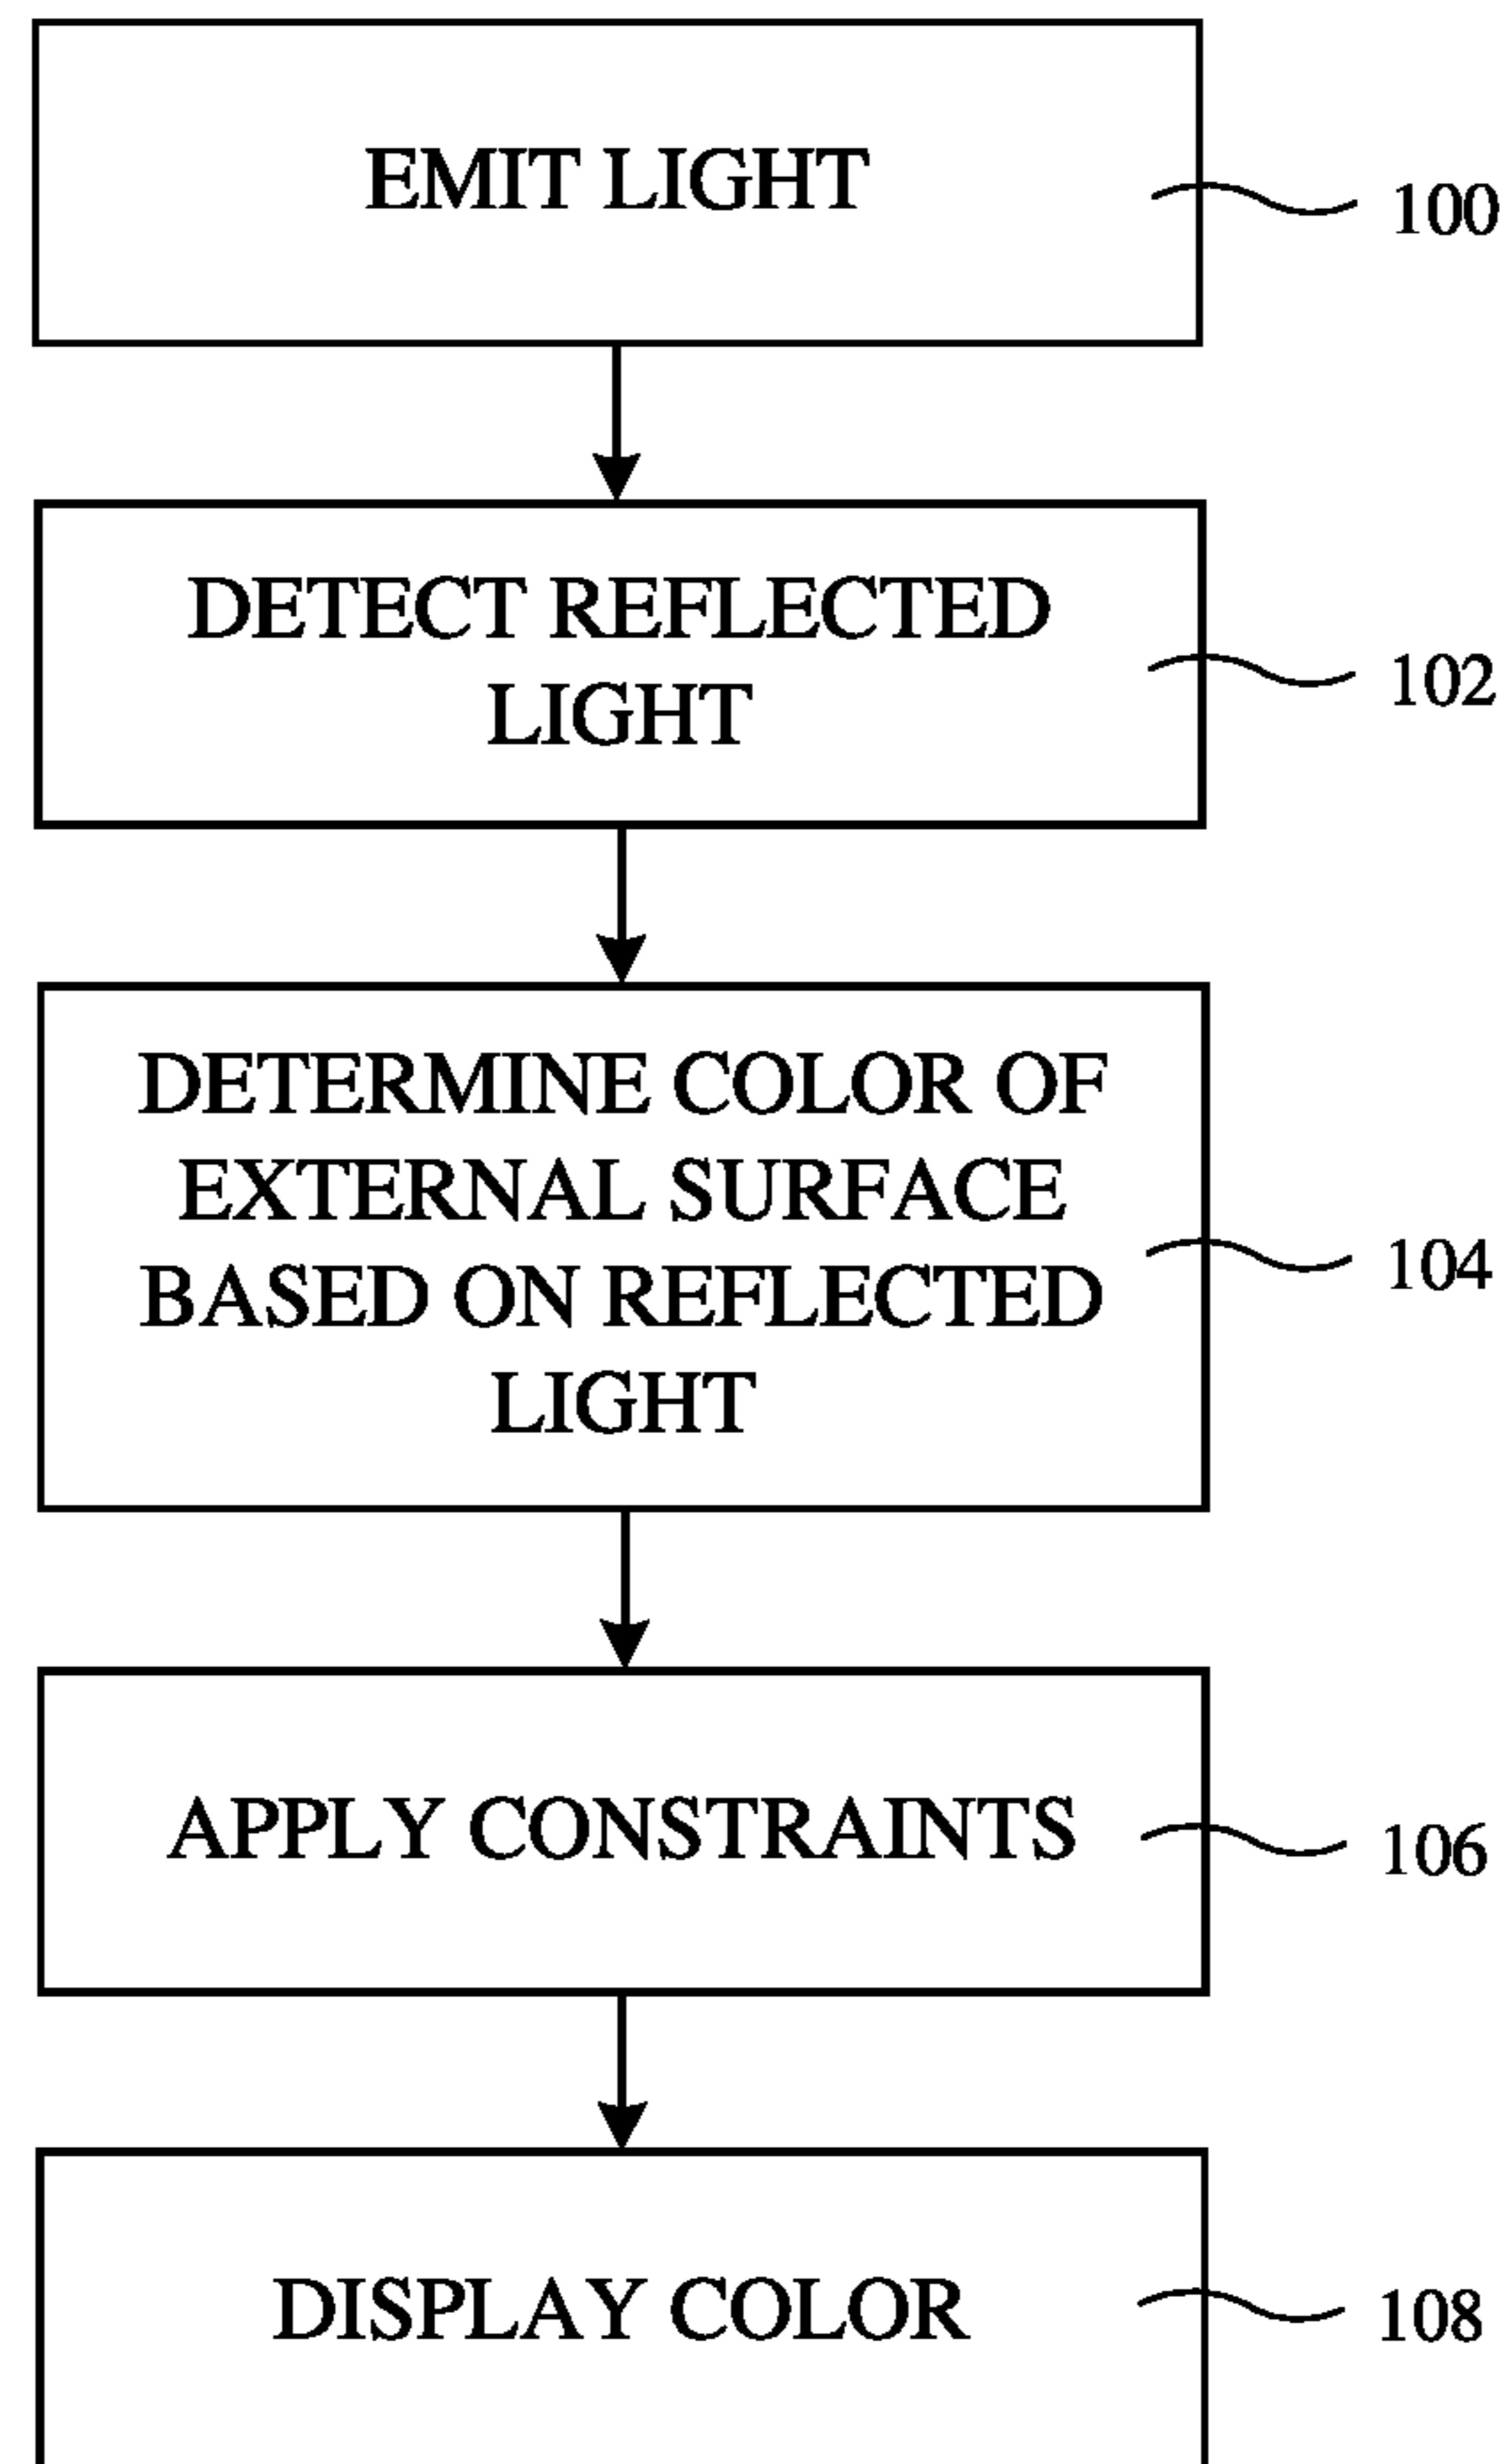 EMIT LIGHT
100
DETECT REFLECTED
LIGHT
102
DETERMINE COLOR OF
EXTERNAL SURFACE
BASED ON REFLECTED
LIGHT
104
APPLY CONSTRAINTS
106
DISPLAY COLOR
108